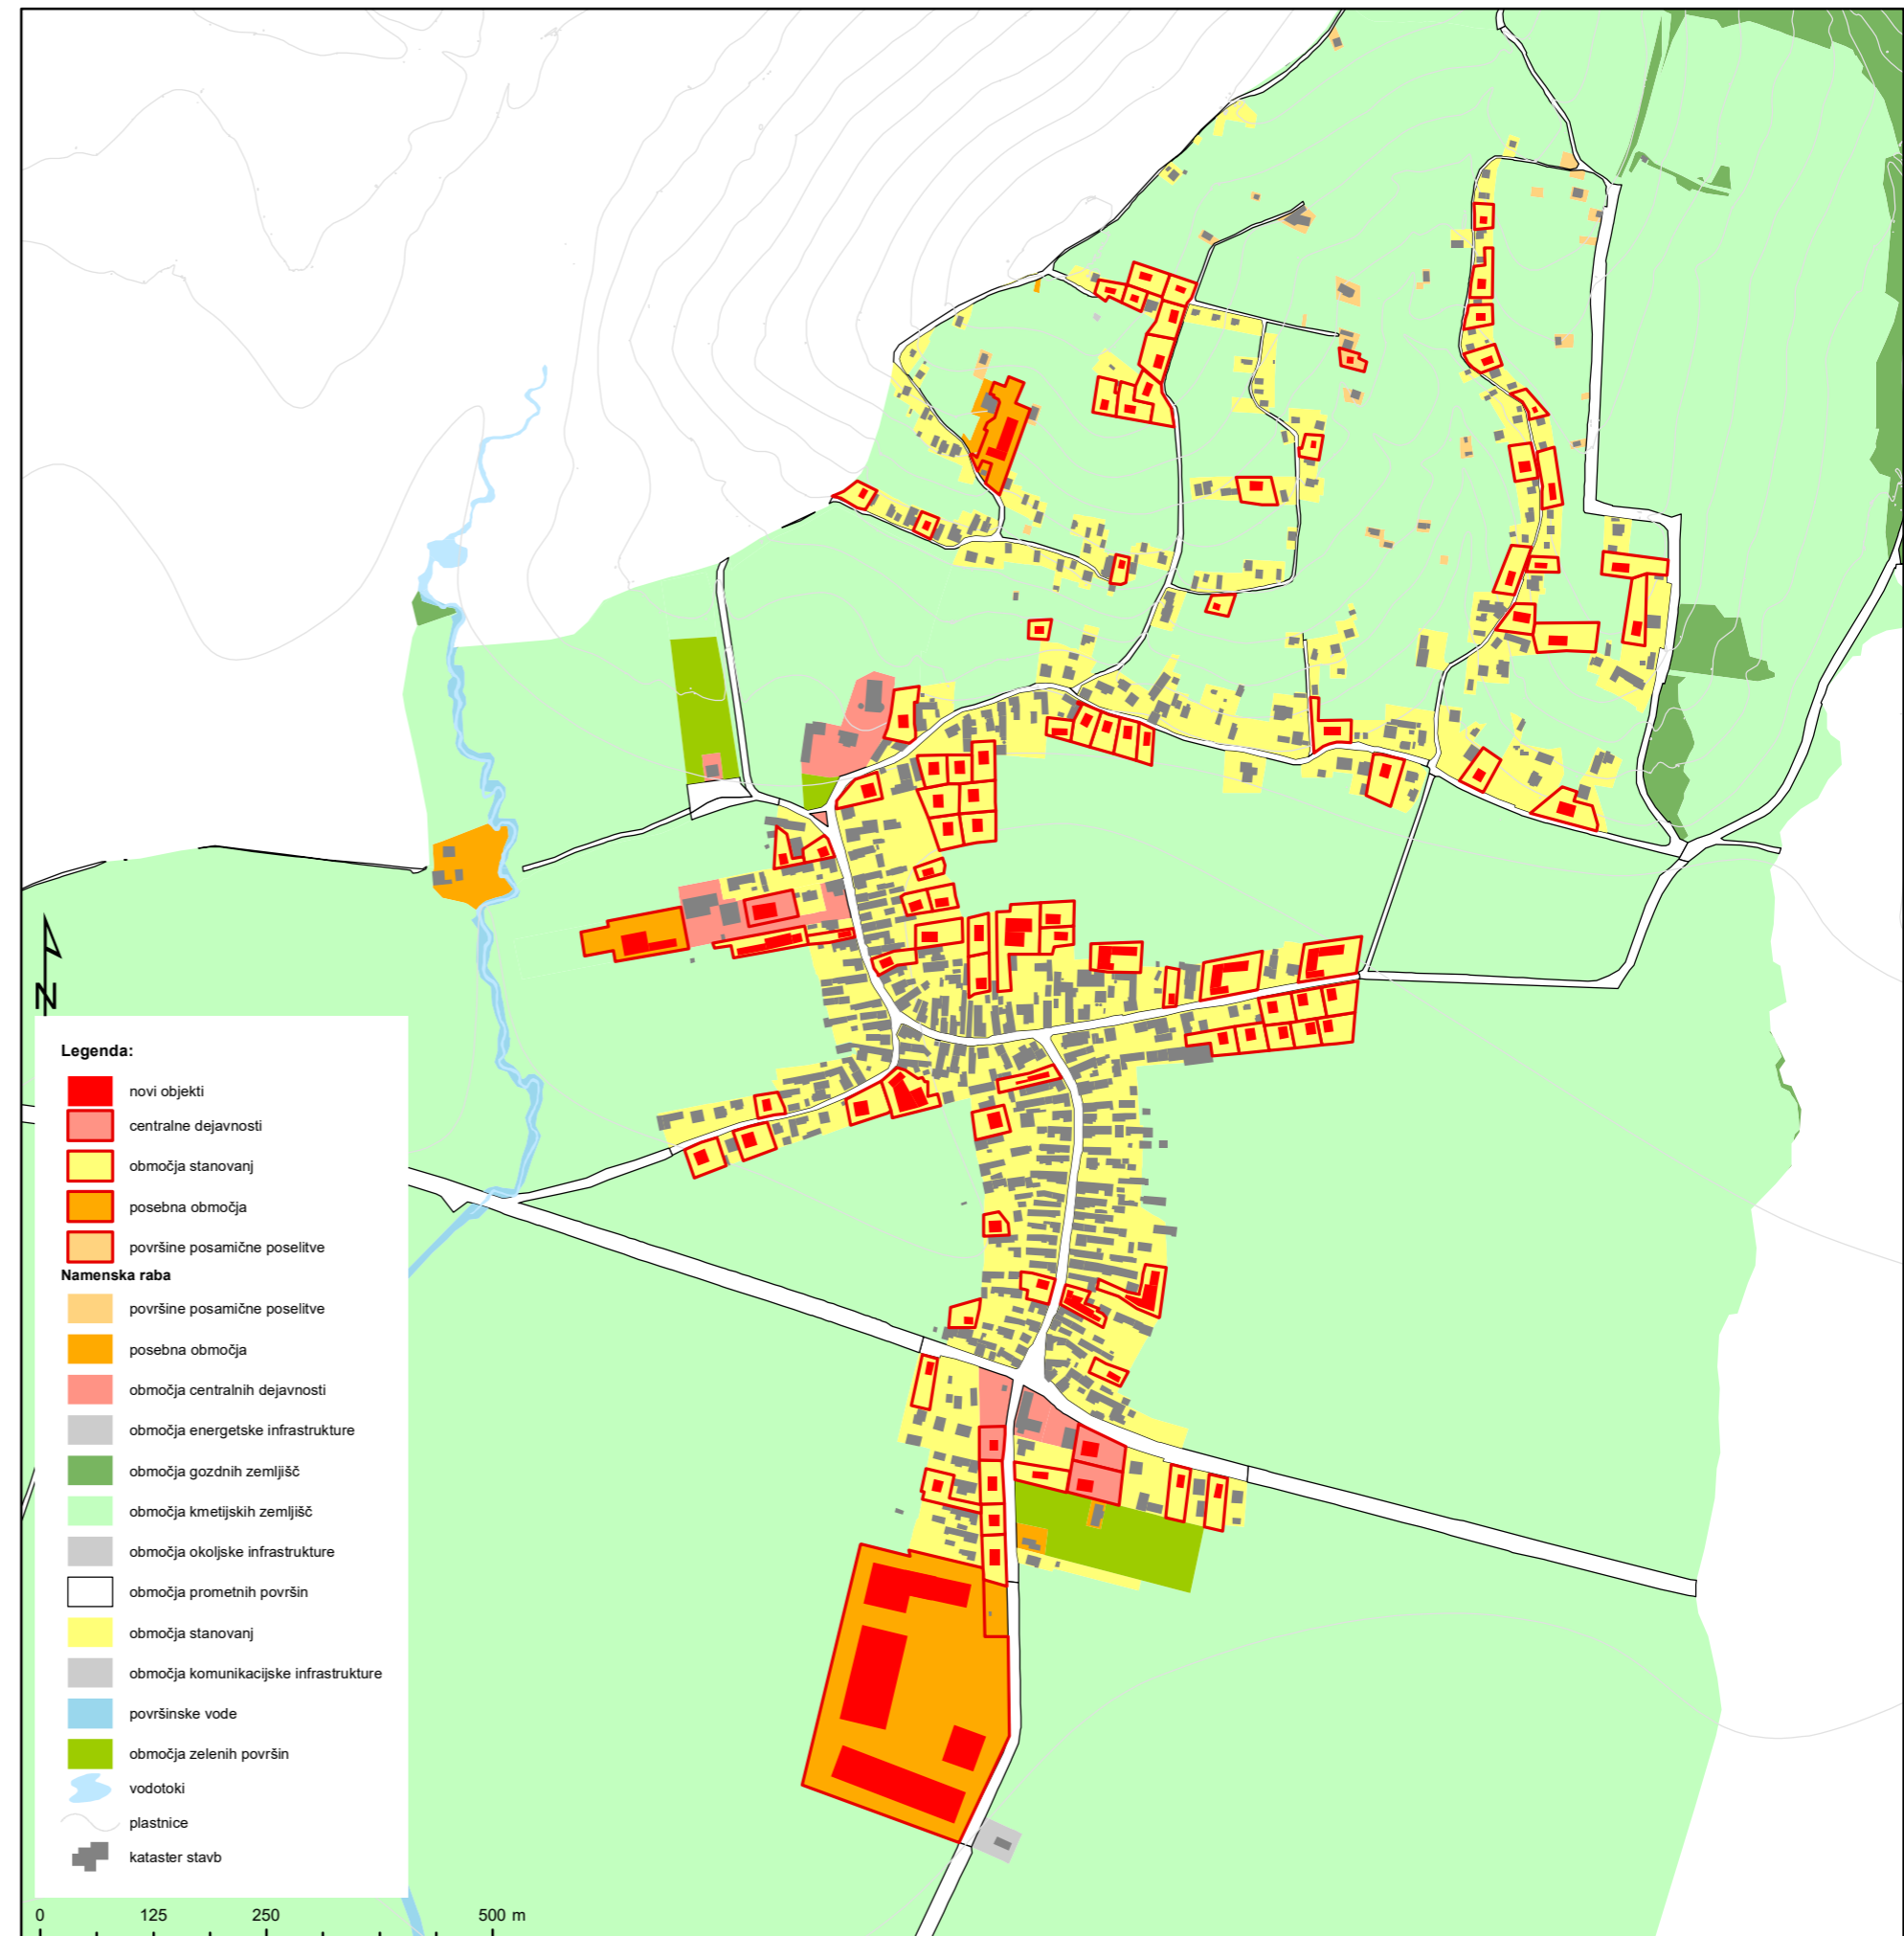 N
Legenda:
novi objekti
centralne dejavnosti
območja stanovanj
posebna območja
površine posamične poselitve
Namenska raba
površine posamične poselitve
posebna območja
območja centralnih dejavnosti
območja energetske infrastrukture
območja gozdnih zemljišč
območja kmetijskih zemljišč
območja okoljske infrastrukture
območja prometnih površin
območja stanovanj
območja komunikacijske infrastrukture
površinske vode
območja zelenih površin
vodotoki
plastnice
kataster stavb
0 125 250 500 m